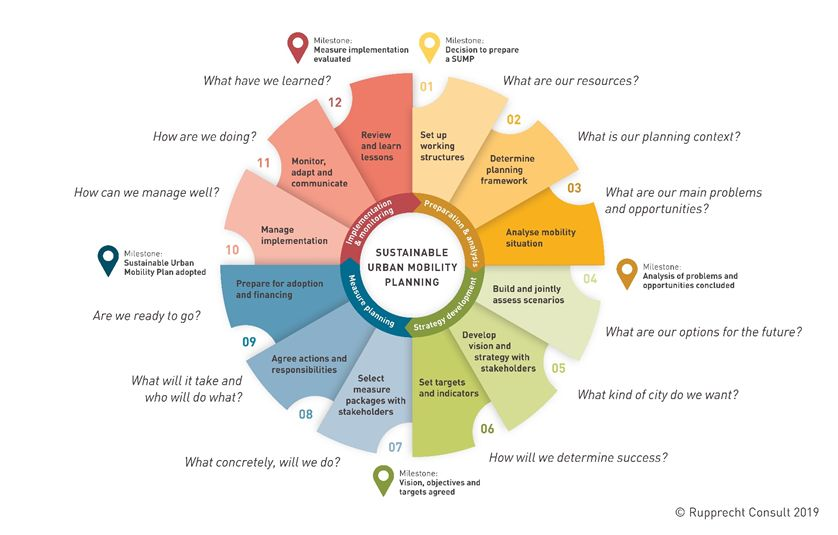 SUSTAINABLE
URBAN MOBILITY
PLANNING
Preparation & analysis
Strategy development
Measure planning
Implementation
& monitoring
Milestone:
Decision to prepare
a SUMP
01
Set up
working
structures
What are our resources?
02
Determine
planning
framework
What is our planning context?
03
Analyse mobility
situation
What are our main problems
and opportunities?
Milestone:
Analysis of problems and
opportunities concluded
04
Build and jointly
assess scenarios
What are our options for the future?
05
Develop
vision and
strategy with
stakeholders
What kind of city do we want?
06
Set targets
and indicators
How will we determine success?
Milestone:
Vision, objectives and
targets agreed
07
Select
measure
packages with
stakeholders
What concretely, will we do?
08
Agree actions and
responsibilities
What will it take and
who will do what?
09
Prepare for adoption
and financing
Are we ready to go?
Milestone:
Sustainable Urban
Mobility Plan adopted
10
Manage
implementation
How can we manage well?
11
Monitor,
adapt and
communicate
How are we doing?
12
Review
and learn
lessons
What have we learned?
Milestone:
Measure implementation
evaluated
© Rupprecht Consult 2019